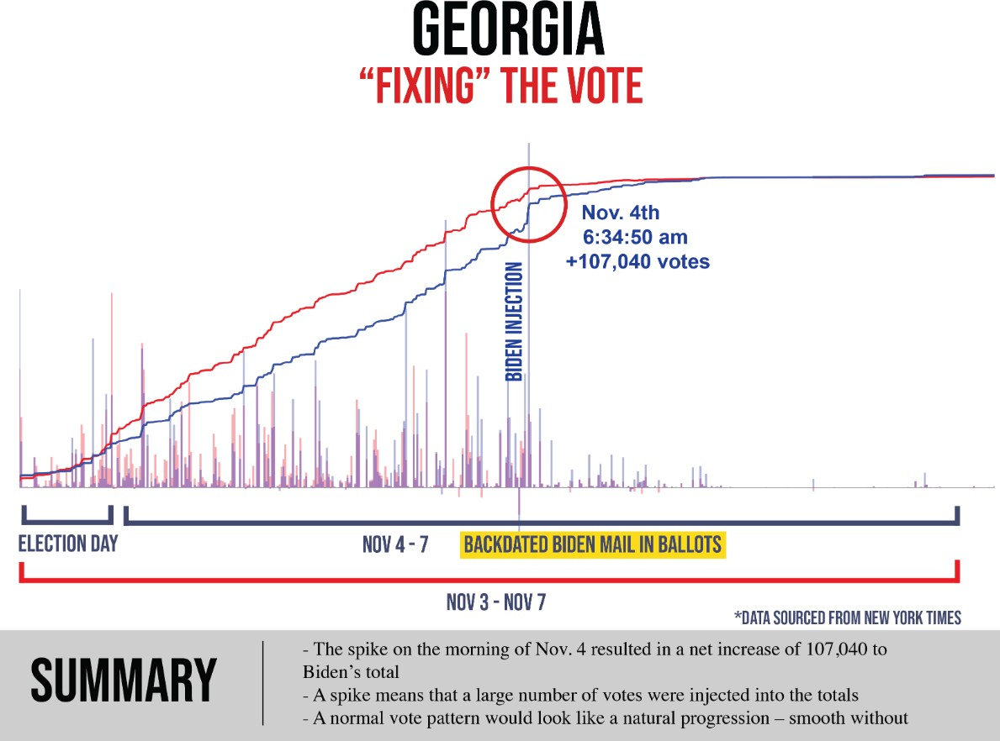 GEORGIA
“FIXING” THE VOTE
Nov. 4th
6:34:50 am
+107,040 votes
BIDEN INJECTION
ELECTION DAY
NOV 4 - 7
BACKDATED BIDEN MAIL IN BALLOTS
NOV 3 - NOV 7
*DATA SOURCED FROM NEW YORK TIMES
SUMMARY
- The spike on the morning of Nov. 4 resulted in a net increase of 107,040 to
Biden’s total
- A spike means that a large number of votes were injected into the totals
- A normal vote pattern would look like a natural progression – smooth without